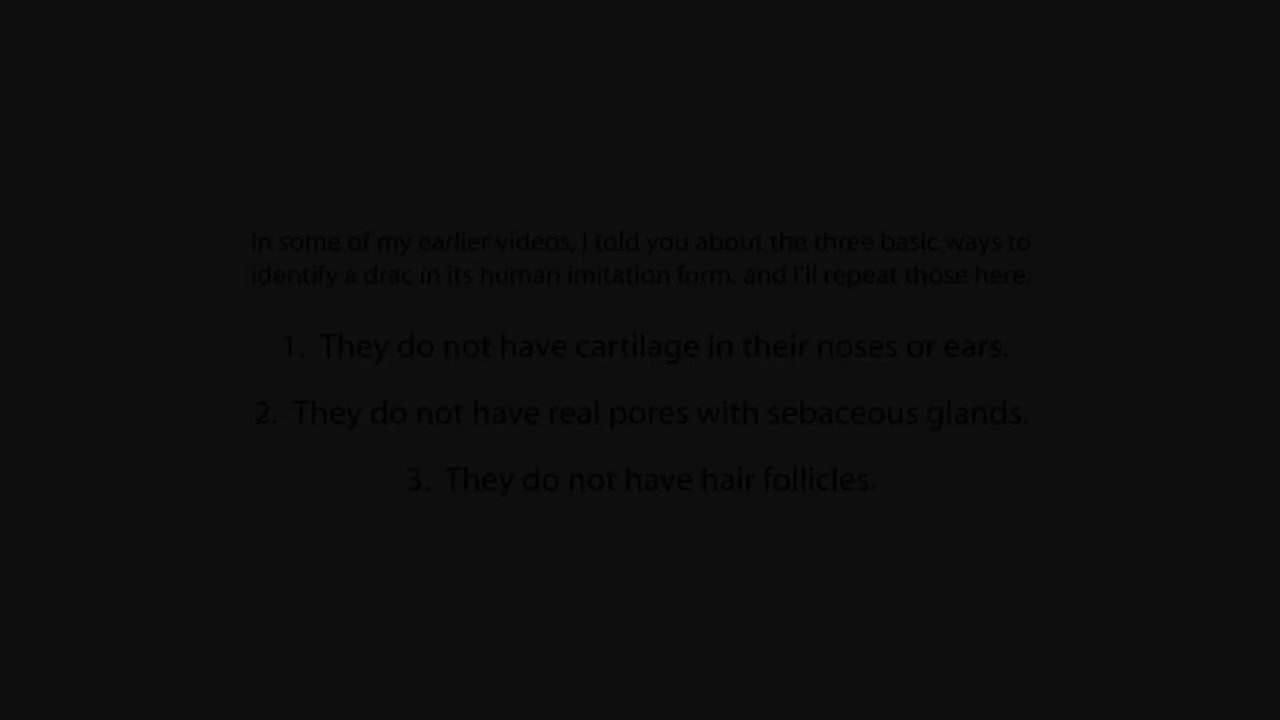 In some of my earlier videos, I told you about the three basic ways to
identify a drac in its human imitation form, and I'll repeat those here:
1. They do not have cartilage in their noses or ears.
2. They do not have real pores with sebaceous glands.
3. They do not have hair follicles.